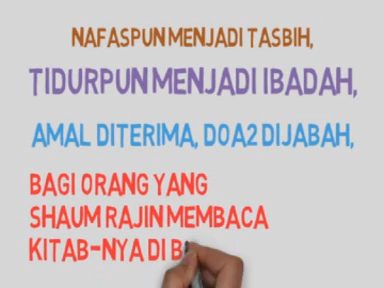 NAFASPUN MENJADI TASBIH,
TIDURPUN MENJADI IBADAH,
AMAL DITERIMA, DOA2 DIJABAH,
BAGI ORANG YANG
SHAUM RAJIN MEMBACA
KITAB-NYA DI B